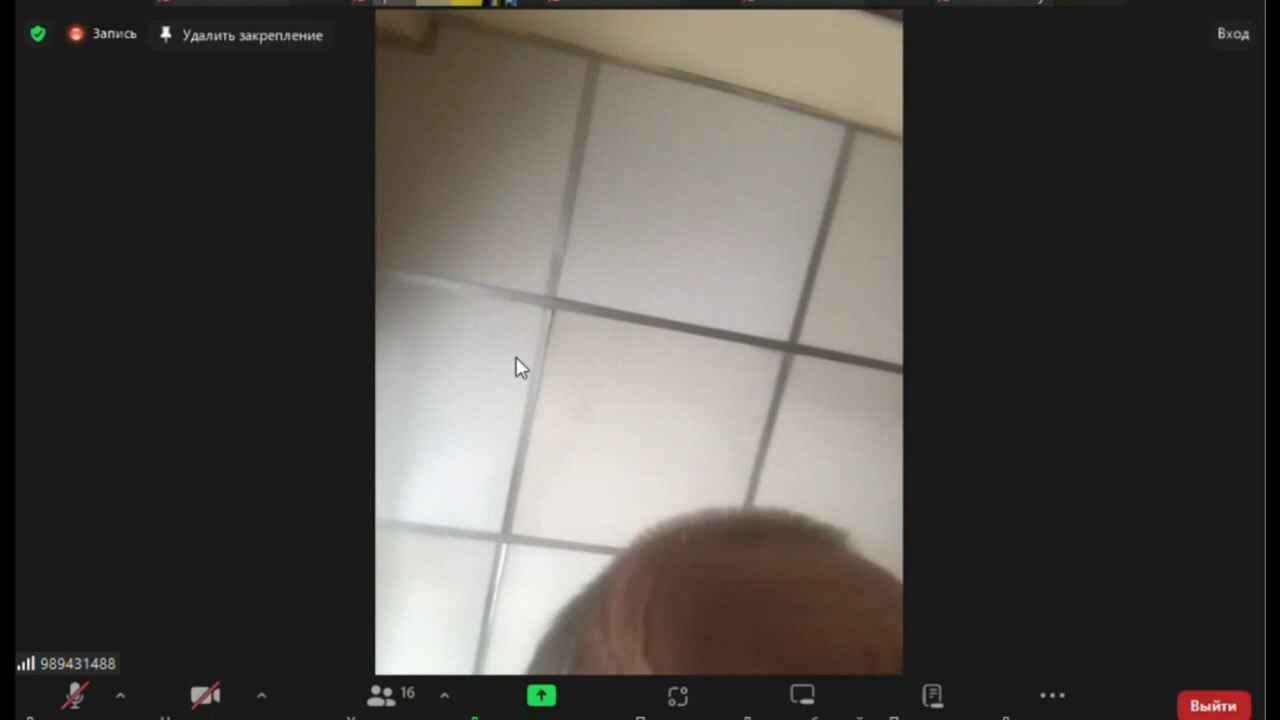 Запись
Удалить закрепление
Вход
989431488
16
Выйти